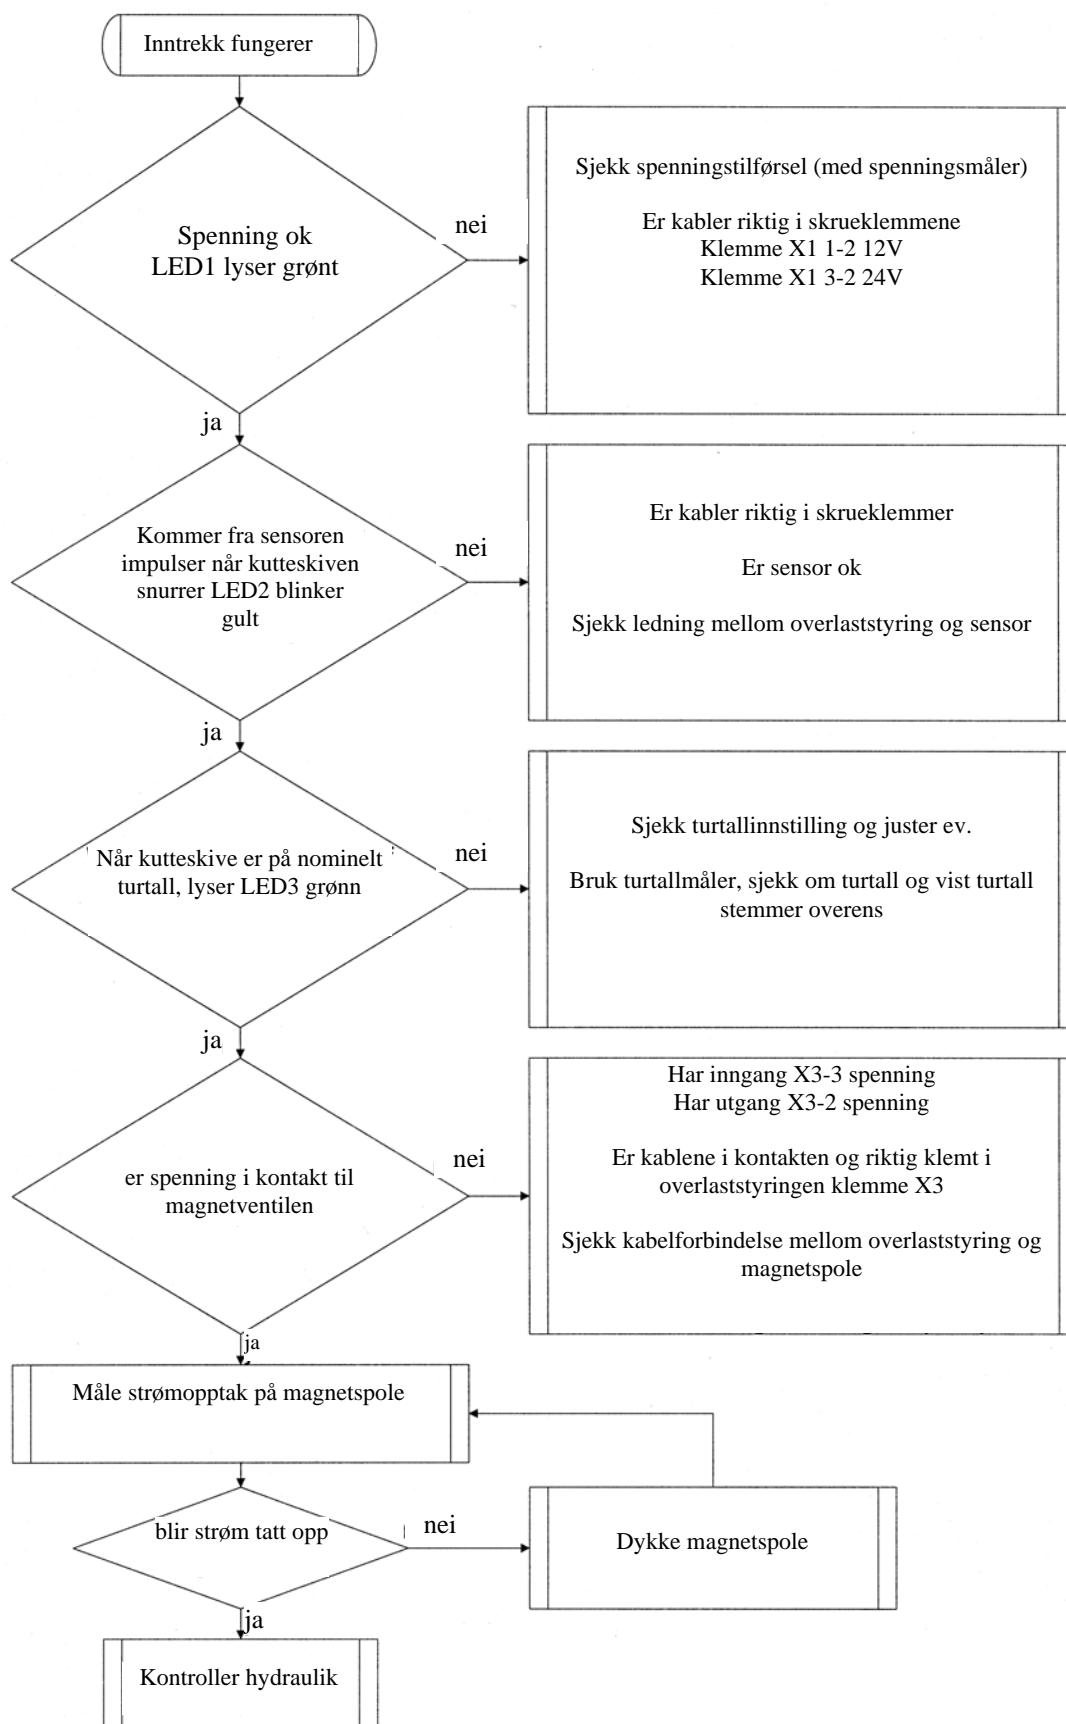 Inntrekk fungerer
Spenning ok
LED1 lyser grønt
nei
Sjekk spenningstilførsel (med spenningsmåler)
Er kabler riktig i skrueklemmene
Klemme X1 1-2 12V
Klemme X1 3-2 24V
ja
Kommer fra sensoren
impulser når kutteskiven
snurrer LED2 blinker
gult
nei
Er kabler riktig i skrueklemmer
Er sensor ok
Sjekk ledning mellom overlaststyring og sensor
ja
Når kutteskive er på nominelt
turtall, lyser LED3 grønn
nei
Sjekk turtallinnstilling og juster ev.
Bruk turtallmåler, sjekk om turtall og vist turtall
stemmer overens
ja
er spenning i kontakt til
magnetventilen
nei
Har inngang X3-3 spenning
Har utgang X3-2 spenning
Er kablene i kontakten og riktig klemt i
overlaststyringen klemme X3
Sjekk kabelforbindelse mellom overlaststyring og
magnetspole
ja
Måle strømopptak på magnetspole
blir strøm tatt opp
nei
Dykke magnetspole
ja
Kontroller hydraulik